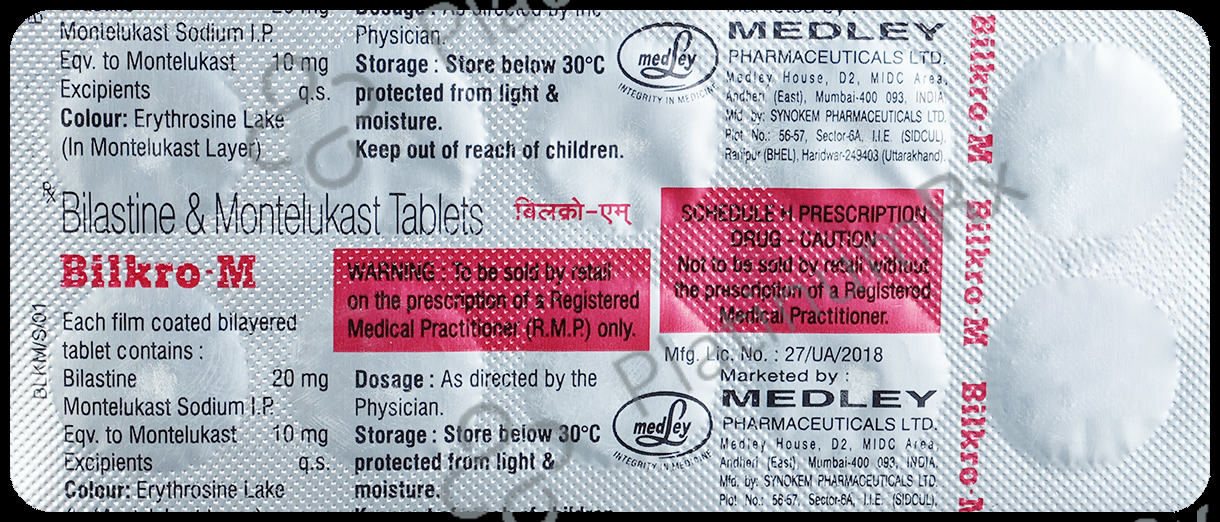 Montelukast Sodium I.P.
Eqv. to Montelukast 10 mg
Excipients q.s.
Colour: Erythrosine Lake
(In Montelukast Layer)
Dosage : As directed by the
Physician.
Storage : Store below 30°C
protected from light &
moisture.
Keep out of reach of children.
medley
INTEGRITY IN MEDICINE
Marketed by :
MEDLEY
PHARMACEUTICALS LTD.
Medley House, D2, MIDC Area,
Andheri (East), Mumbai-400 093, INDIA.
Mfd. by: SYNOKEM PHARMACEUTICALS LTD.
Plot No.: 56-57, Sector-6A, I.I.E. (SIDCUL),
Ranipur (BHEL), Haridwar-249403 (Uttarakhand).
Rx Bilastine & Montelukast Tablets
Bilkro-M
बिलक्रो-एम्
WARNING : To be sold by retail
on the prescription of a Registered
Medical Practitioner (R.M.P) only.
SCHEDULE H PRESCRIPTION
DRUG - CAUTION
Not to be sold by retail without
the prescription of a Registered
Medical Practitioner.
BLKM/S/01
Each film coated bilayered
tablet contains :
Bilastine 20 mg
Montelukast Sodium I.P.
Eqv. to Montelukast 10 mg
Excipients q.s.
Colour: Erythrosine Lake
Dosage : As directed by the
Physician.
Storage : Store below 30°C
protected from light &
moisture.
medley
INTEGRITY IN MEDICINE
Mfg. Lic. No. : 27/UA/2018
Marketed by :
MEDLEY
PHARMACEUTICALS LTD.
Medley House, D2, MIDC Area,
Andheri (East), Mumbai-400 093, INDIA.
Mfd. by: SYNOKEM PHARMACEUTICALS LTD.
Plot No.: 56-57, Sector-6A, I.I.E. (SIDCUL),
Bilkro-M Bilkro-M Bilkro-M